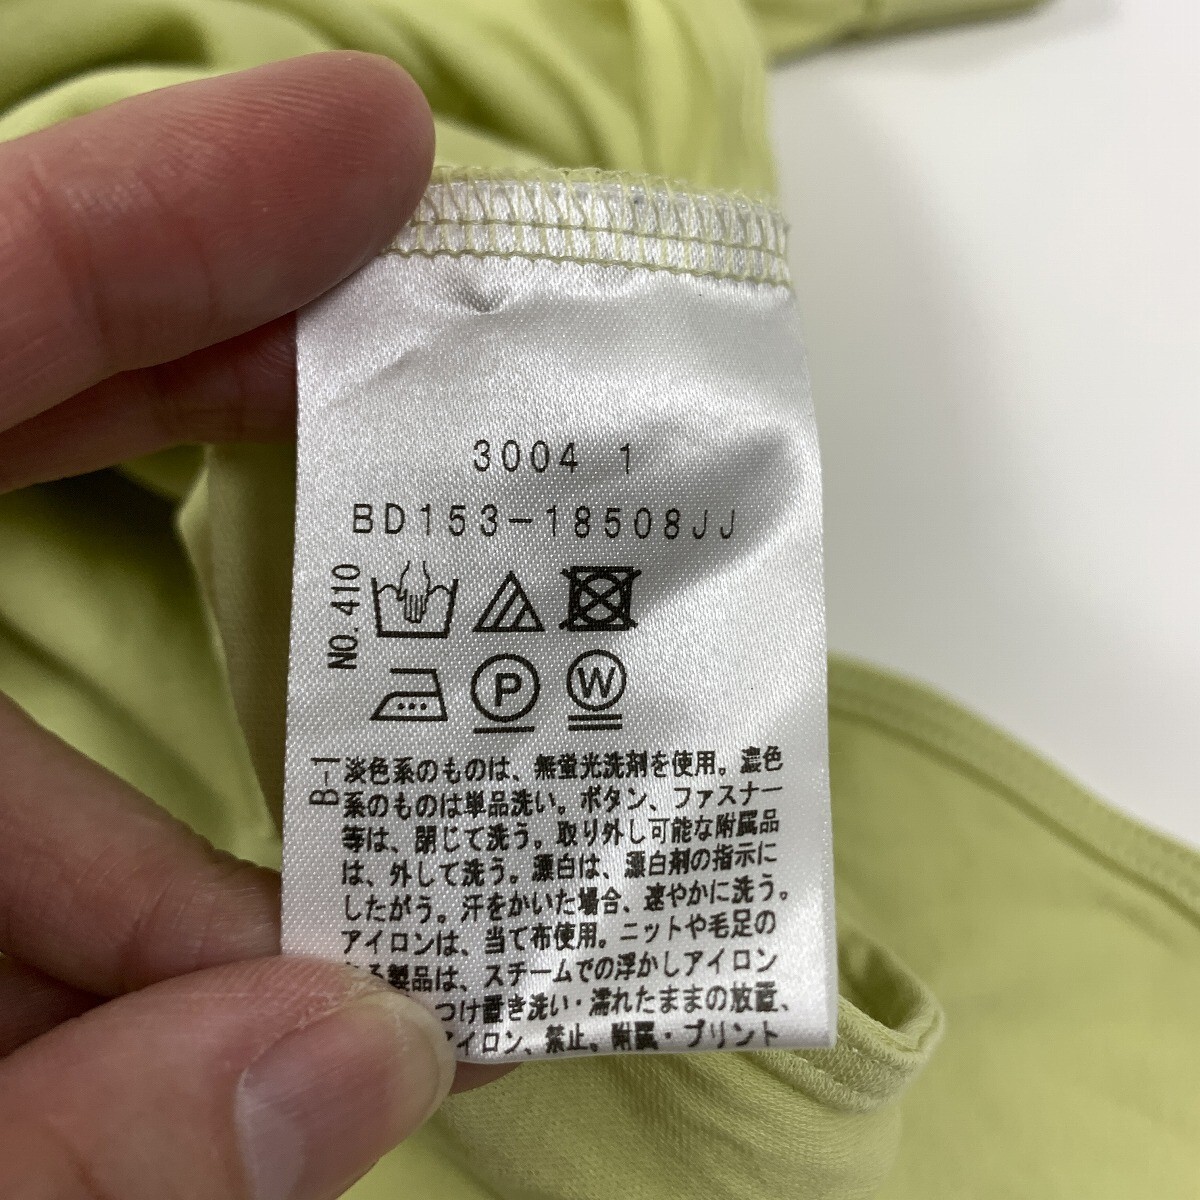 3004 1
BD153-18508JJ
NO. 410
P
W
B-1
淡色系のものは、無蛍光洗剤を使用。濃色
系のものは単品洗い。ボタン、ファスナー
等は、閉じて洗う。取り外し可能な附属品
は、外して洗う。漂白は、漂白剤の指示に
したがう。汗をかいた場合、速やかに洗う。
アイロンは、当て布使用。ニットや毛足の
る製品は、スチームでの浮かしアイロン
つけ置き洗い・濡れたままの放置、
アイロン、禁止。附属・プリント